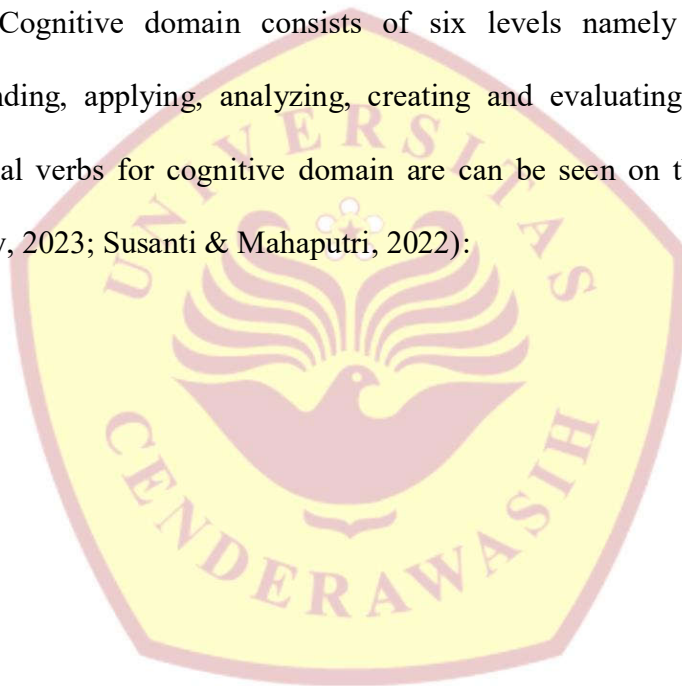 Cognitive domain consists of six levels namely
nding, applying, analyzing, creating and evaluating
al verbs for cognitive domain are can be seen on t
, 2023; Susanti & Mahaputri, 2022):
UNIVERSITAS
CENDERAWASIH